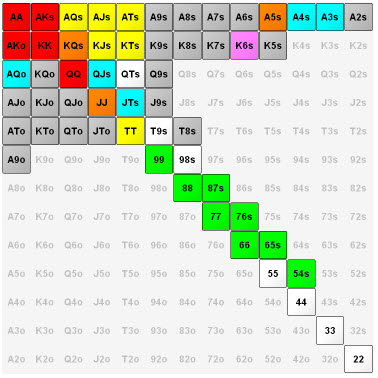 AA AKs AQs AJs ATs A9s A8s A7s A6s A5s A4s A3s A2s
AKo KK KQs KJs KTs K9s K8s K7s K6s K5s K4s K3s K2s
AQo KQo QQ QJs QTs Q9s Q8s Q7s Q6s Q5s Q4s Q3s Q2s
AJo KJo QJo JJ JTs J9s J8s J7s J6s J5s J4s J3s J2s
ATo KTo QTo JTo TT T9s T8s T7s T6s T5s T4s T3s T2s
A9o K9o Q9o J9o T9o 99 98s 97s 96s 95s 94s 93s 92s
A8o K8o Q8o J8o T8o 98o 88 87s 86s 85s 84s 83s 82s
A7o K7o Q7o J7o T7o 97o 87o 77 76s 75s 74s 73s 72s
A6o K6o Q6o J6o T6o 96o 86o 76o 66 65s 64s 63s 62s
A5o K5o Q5o J5o T5o 95o 85o 75o 65o 55 54s 53s 52s
A4o K4o Q4o J4o T4o 94o 84o 74o 64o 54o 44 43s 42s
A3o K3o Q3o J3o T3o 93o 83o 73o 63o 53o 43o 33 32s
A2o K2o Q2o J2o T2o 92o 82o 72o 62o 52o 42o 32o 22